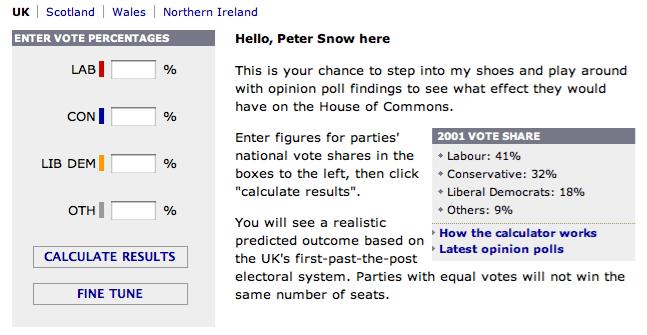 UK | Scotland | Wales | Northern Ireland
ENTER VOTE PERCENTAGES
LAB %
CON %
LIB DEM %
OTH %
CALCULATE RESULTS
FINE TUNE
Hello, Peter Snow here
This is your chance to step into my shoes and play around
with opinion poll findings to see what effect they would
have on the House of Commons.
Enter figures for parties'
national vote shares in the
boxes to the left, then click
"calculate results".
You will see a realistic
predicted outcome based on
the UK's first-past-the-post
electoral system. Parties with equal votes will not win the
same number of seats.
2001 VOTE SHARE
Labour: 41%
Conservative: 32%
Liberal Democrats: 18%
Others: 9%
How the calculator works
Latest opinion polls